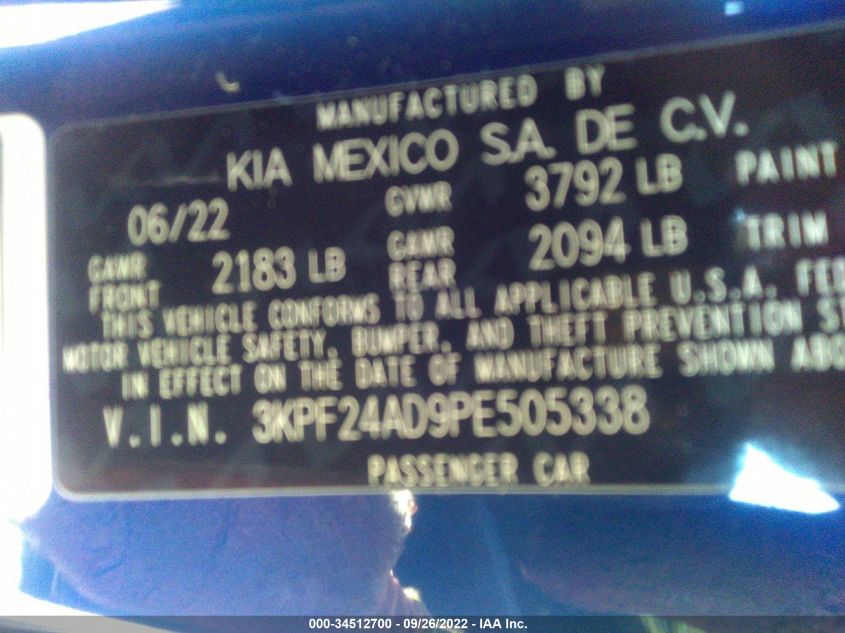 MANUFACTURED BY
KIA MEXICO S.A. DE C.V.
06/22 GVWR 3792 LB PAINT
GAWR FRONT 2183 LB GAWR REAR 2094 LB TRIM
THIS VEHICLE CONFORMS TO ALL APPLICABLE U.S.A. FED
MOTOR VEHICLE SAFETY, BUMPER, AND THEFT PREVENTION ST
IN EFFECT ON THE DATE OF MANUFACTURE SHOWN ABO
V.I.N. 3KPF24AD9PE505338
PASSENGER CAR
000-34512700 - 09/26/2022 - IAA Inc.